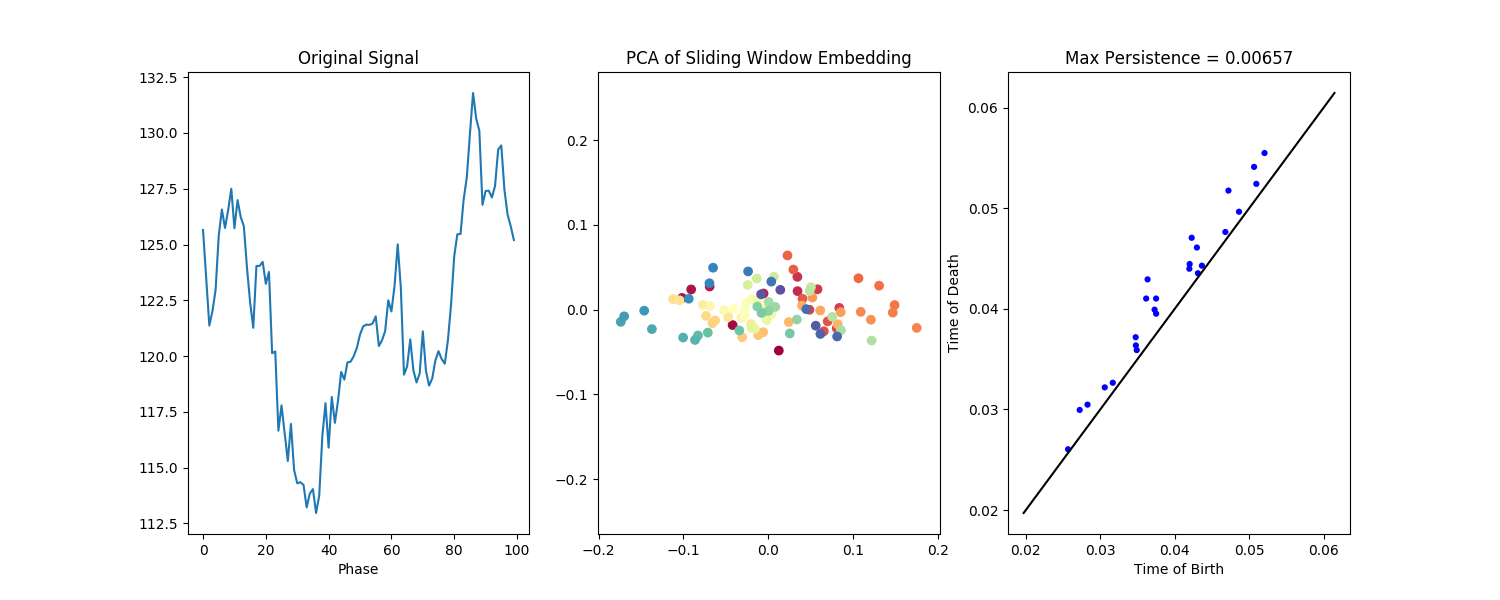 Original Signal
132.5
130.0
127.5
125.0
122.5
120.0
117.5
115.0
112.5
0 20 40 60 80 100
Phase
PCA of Sliding Window Embedding
0.2
0.1
0.0
−0.1
−0.2
−0.2 −0.1 0.0 0.1 0.2
Max Persistence = 0.00657
Time of Death
0.06
0.05
0.04
0.03
0.02
0.02 0.03 0.04 0.05 0.06
Time of Birth